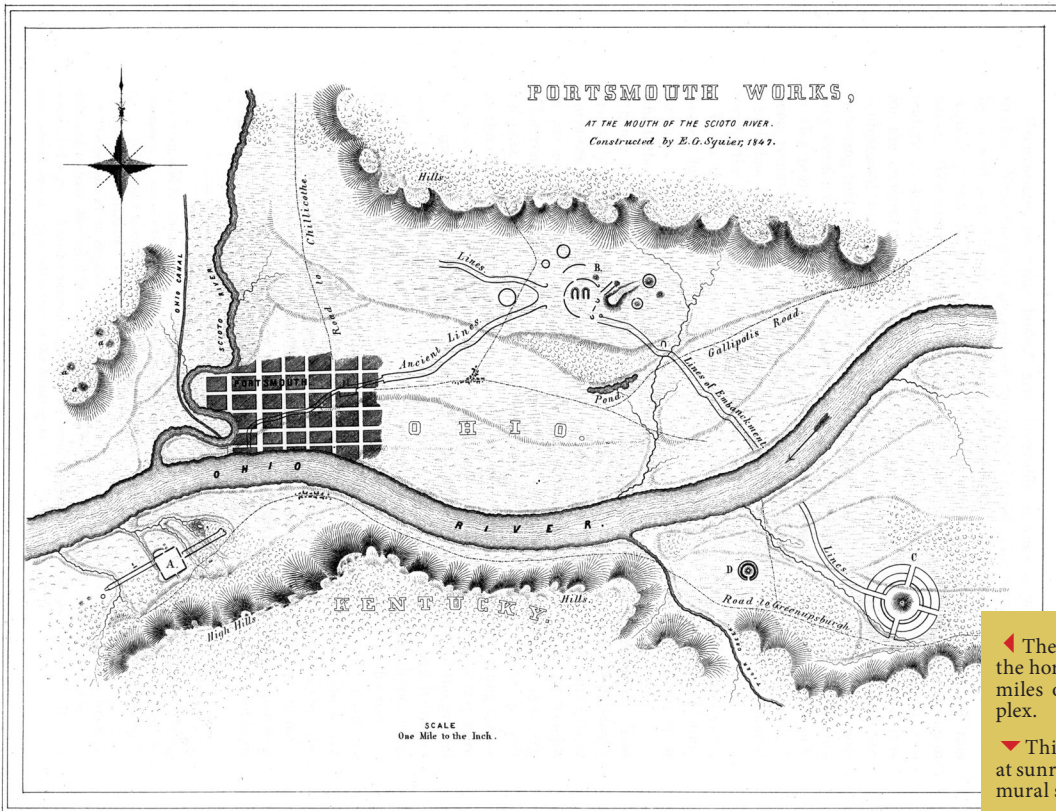 PORTSMOUTH WORKS,
AT THE MOUTH OF THE SCIOTO RIVER.
Constructed by E.G. Squier, 1847.
Hills
Chillicothe.
to
Road
OHIO CANAL
SCIOTO RIVER
Lines
B.
Ancient Lines
Gallipolis Road.
Lines of Embankment.
Pond
PORTSMOUTH
OHIO.
OHIO
RIVER.
a
a
a
A.
D
C
Lines
Road to Greenupsburgh.
KENTUCKY.
Hills.
High Hills
SCALE
One Mile to the Inch.
The
the hor
miles
plex.
Thi
at sunr
mural